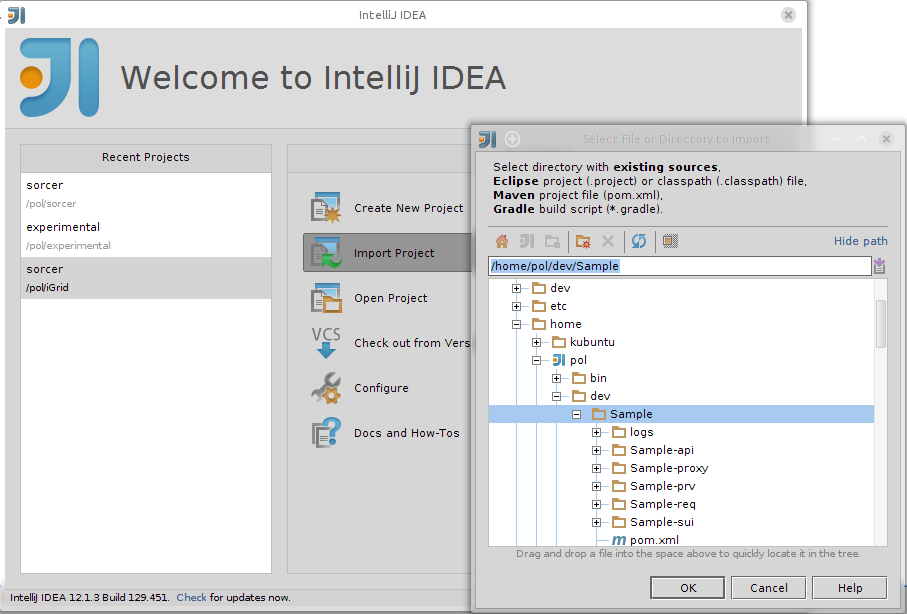 IntelliJ IDEA
Welcome to IntelliJ IDEA
Recent Projects
sorcer
/pol/sorcer
experimental
/pol/experimental
sorcer
/pol/iGrid
Create New Project
Import Project
Open Project
VCS
Check out from Vers
Configure
Docs and How-Tos
IntelliJ IDEA 12.1.3 Build 129.451. Check for updates now.
Select File or Directory to Import
Select directory with existing sources,
Eclipse project (.project) or classpath (.classpath) file,
Maven project file (pom.xml),
Gradle build script (*.gradle).
Hide path
/home/pol/dev/Sample
dev
etc
home
kubuntu
pol
bin
dev
Sample
logs
Sample-api
Sample-proxy
Sample-prv
Sample-req
Sample-sui
m pom.xml
Drag and drop a file into the space above to quickly locate it in the tree.
OK Cancel Help